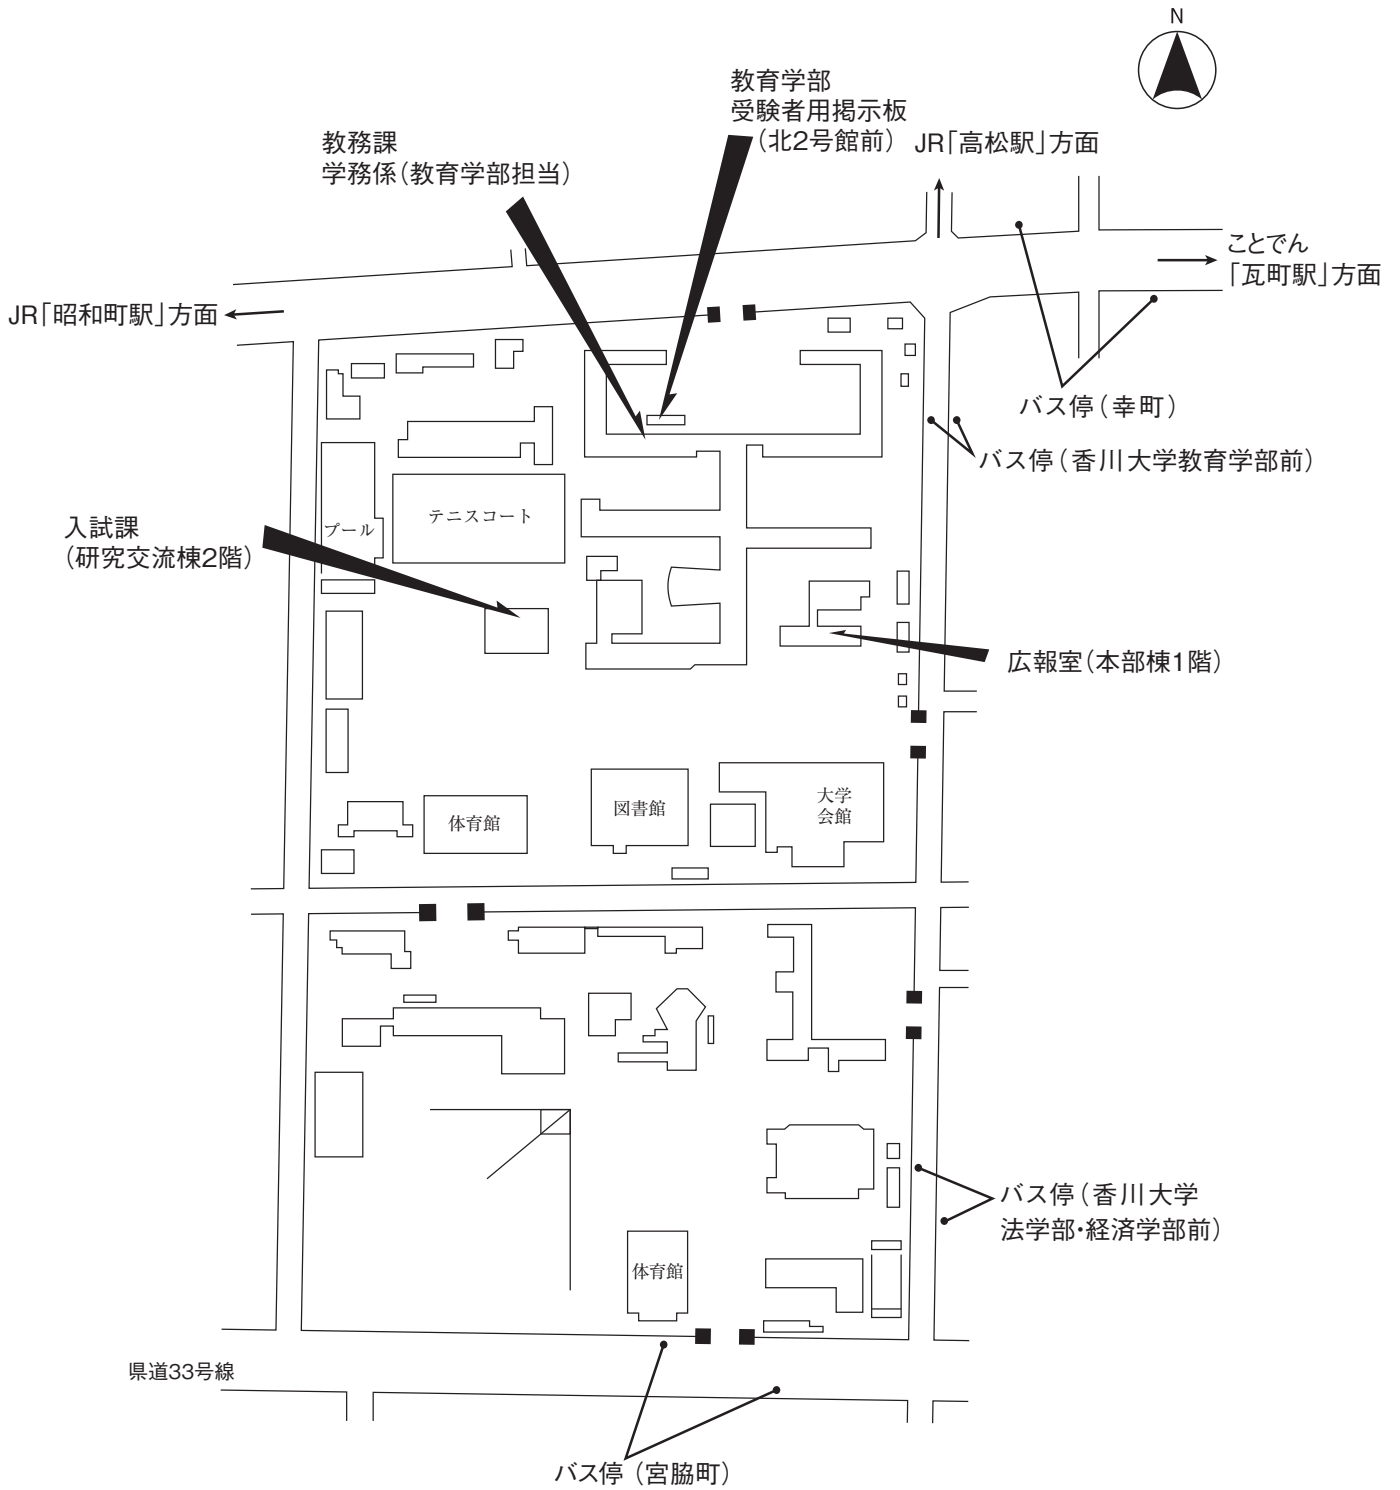 N
教育学部
受験者用掲示板
（北2号館前）
JR「高松駅」方面
教務課
学務係（教育学部担当）
ことでん
「瓦町駅」方面
JR「昭和町駅」方面
バス停（幸町）
バス停（香川大学教育学部前）
入試課
（研究交流棟2階）
プール
テニスコート
広報室（本部棟1階）
体育館
図書館
大学
会館
バス停（香川大学
法学部・経済学部前）
体育館
県道33号線
バス停（宮脇町）